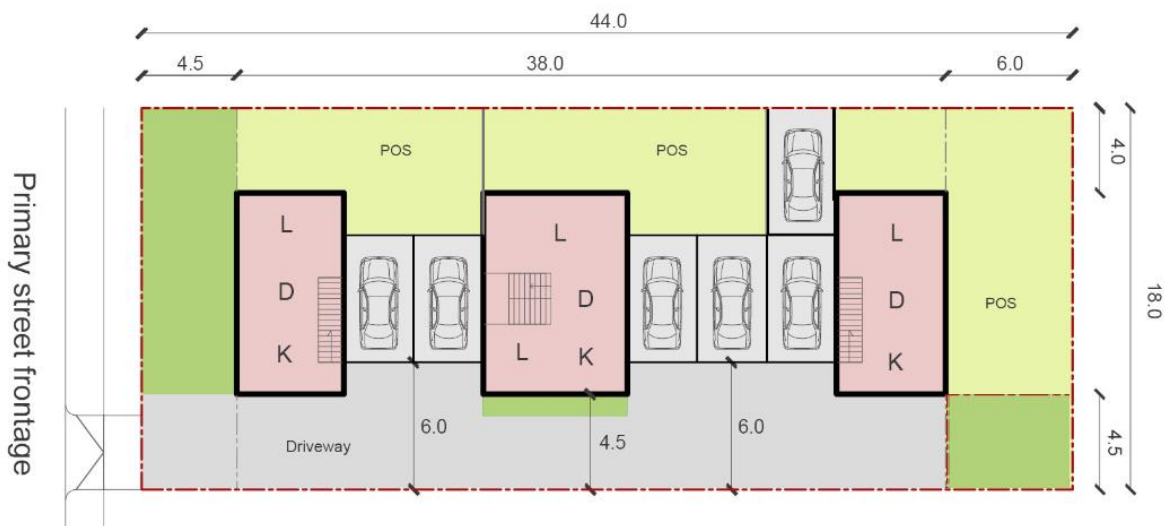 44.0
4.5
38.0
6.0
Primary street frontage
POS
POS
4.0
L
D
K
L
D
L
K
L
D
K
POS
18.0
6.0
4.5
6.0
4.5
Driveway